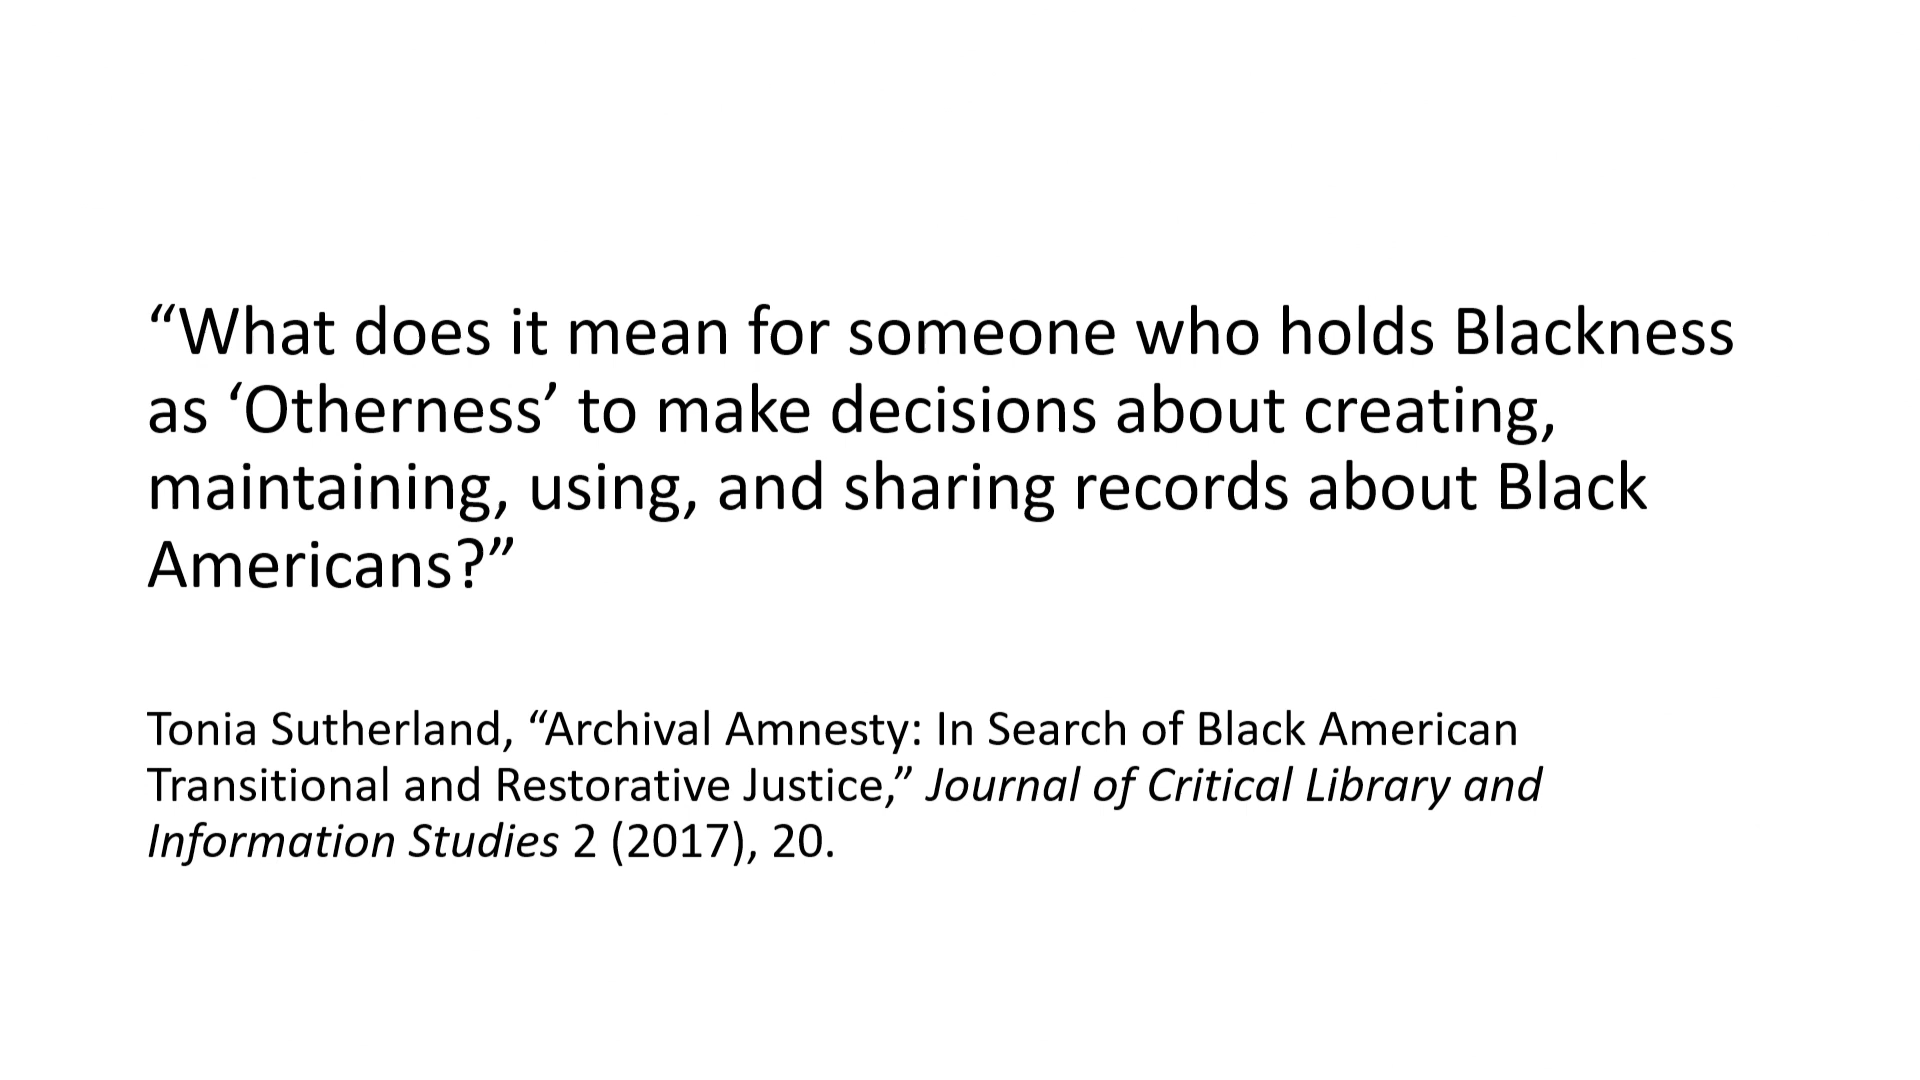 “What does it mean for someone who holds Blackness
as ‘Otherness’ to make decisions about creating,
maintaining, using, and sharing records about Black
Americans?”
Tonia Sutherland, “Archival Amnesty: In Search of Black American
Transitional and Restorative Justice,” Journal of Critical Library and
Information Studies 2 (2017), 20.